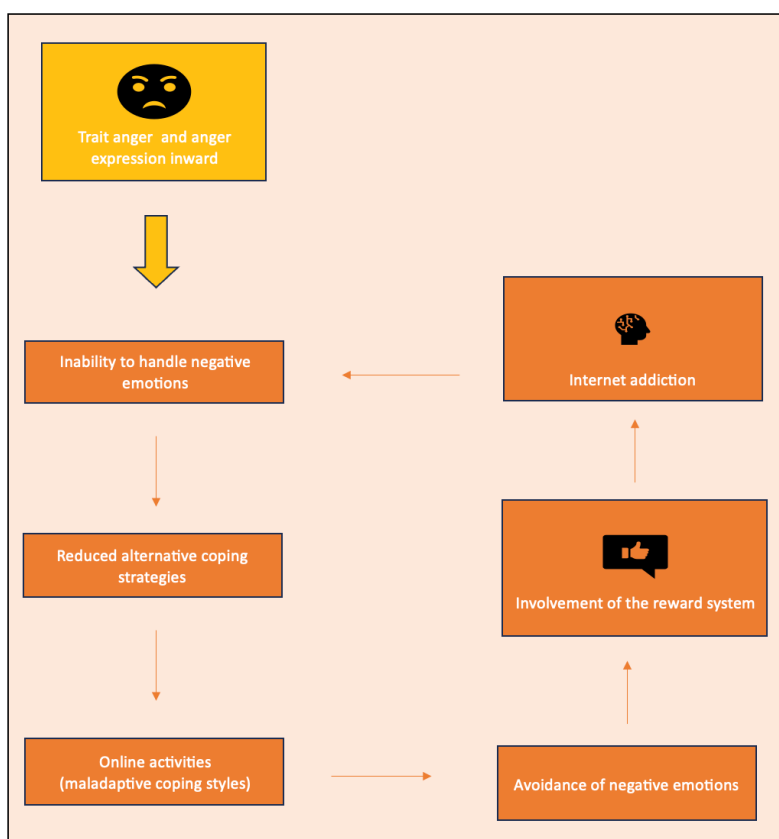 Trait anger and anger
expression inward
Inability to handle negative
emotions
Reduced alternative coping
strategies
Online activities
(maladaptive coping styles)
Avoidance of negative emotions
Involvement of the reward system
Internet addiction